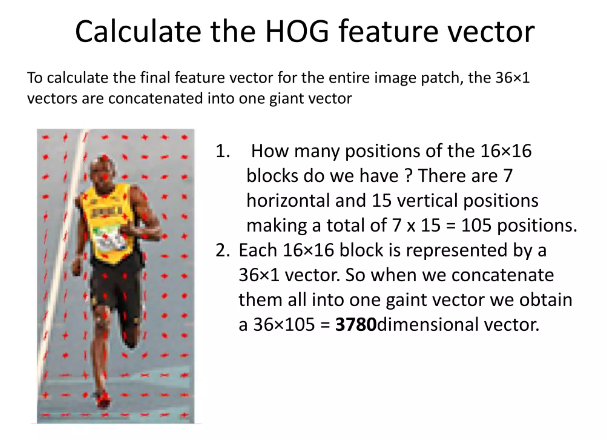 Calculate the HOG feature vector
To calculate the final feature vector for the entire image patch, the 36×1
vectors are concatenated into one giant vector
1. How many positions of the 16×16
blocks do we have ? There are 7
horizontal and 15 vertical positions
making a total of 7 x 15 = 105 positions.
2. Each 16×16 block is represented by a
36×1 vector. So when we concatenate
them all into one gaint vector we obtain
a 36×105 = 3780dimensional vector.